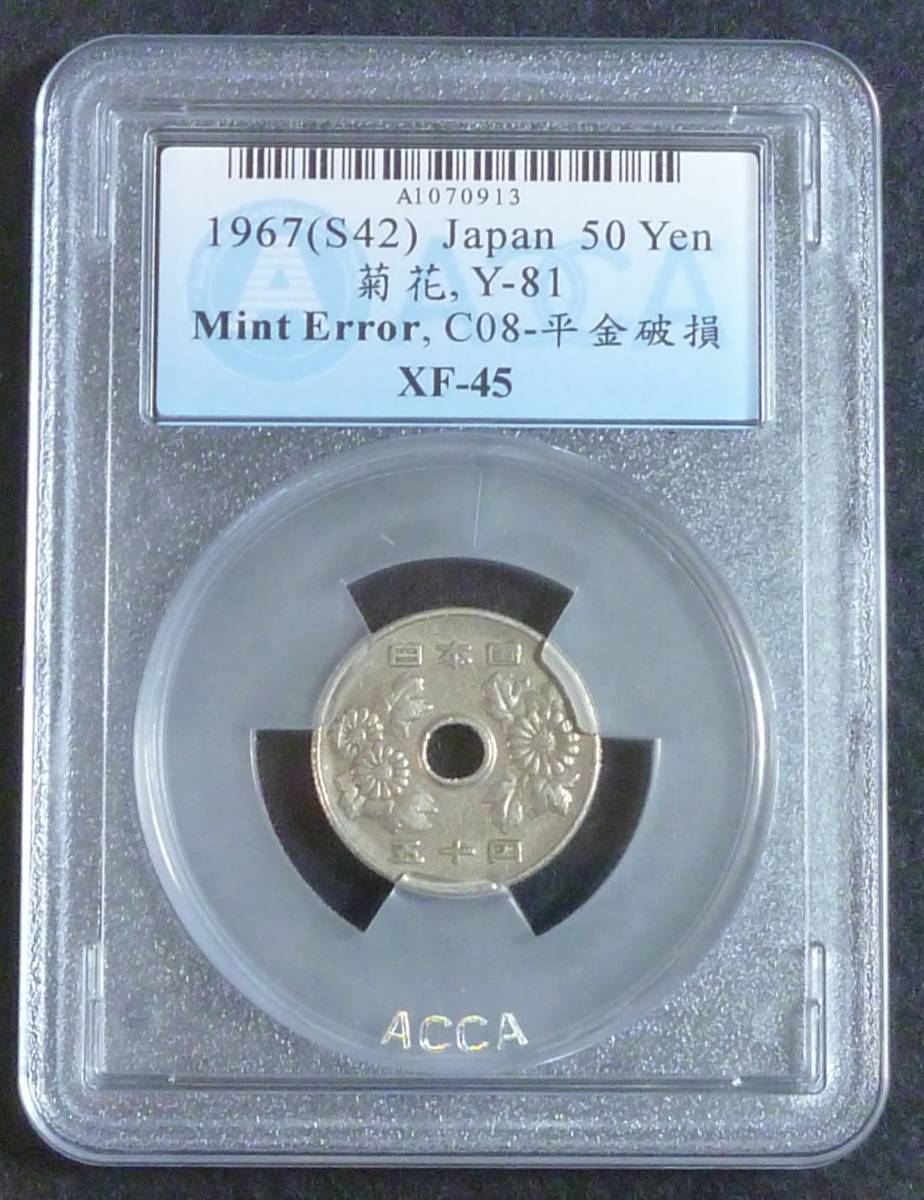 A1070913
1967(S42) Japan 50 Yen
菊花, Y-81
Mint Error, C08-平金破損
XF-45
日本国
五十円
ACCA